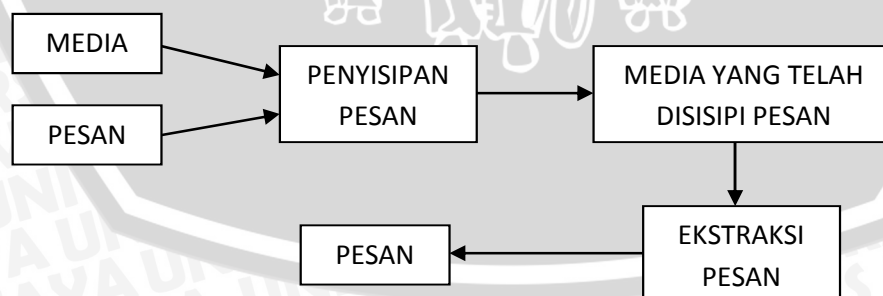 MEDIA
PESAN
PENYISIPAN
PESAN
MEDIA YANG TELAH
DISISIPI PESAN
EKSTRAKSI
PESAN
PESAN